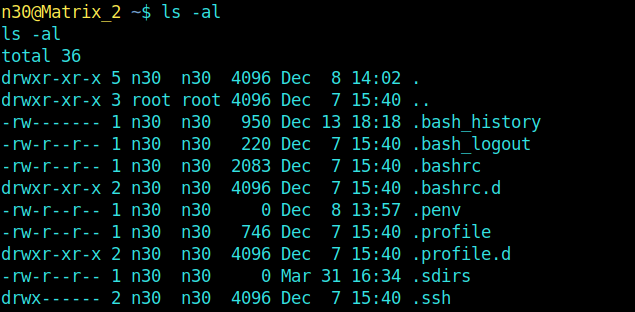 n30@Matrix_2 ~$ ls -al
ls -al
total 36
drwxr-xr-x 5 n30  n30  4096 Dec  8 14:02 .
drwxr-xr-x 3 root root 4096 Dec  7 15:40 ..
-rw------- 1 n30  n30   950 Dec 13 18:18 .bash_history
-rw-r--r-- 1 n30  n30   220 Dec  7 15:40 .bash_logout
-rw-r--r-- 1 n30  n30  2083 Dec  7 15:40 .bashrc
drwxr-xr-x 2 n30  n30  4096 Dec  7 15:40 .bashrc.d
-rw-r--r-- 1 n30  n30     0 Dec  8 13:57 .penv
-rw-r--r-- 1 n30  n30   746 Dec  7 15:40 .profile
drwxr-xr-x 2 n30  n30  4096 Dec  7 15:40 .profile.d
-rw-r--r-- 1 n30  n30     0 Mar 31 16:34 .sdirs
drwx------ 2 n30  n30  4096 Dec  7 15:40 .ssh